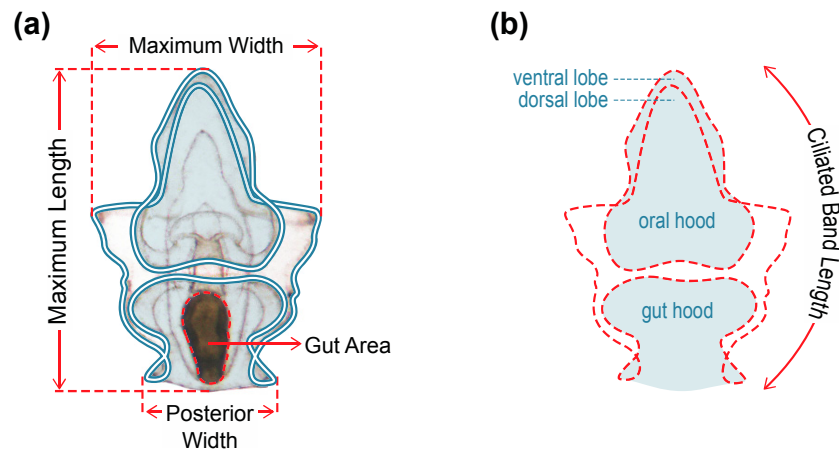 (a)
Maximum Width
Maximum Length
Gut Area
Posterior
Width
(b)
ventral lobe
dorsal lobe
oral hood
gut hood
Ciliated Band Length